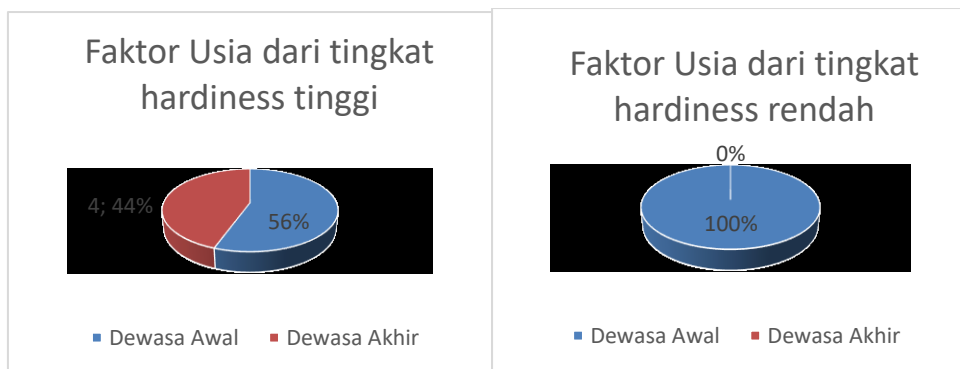 Faktor Usia dari tingkat
hardiness tinggi
4; 44%
56%
Dewasa Awal
Dewasa Akhir
Faktor Usia dari tingkat
hardiness rendah
0%
100%
Dewasa Awal
Dewasa Akhir